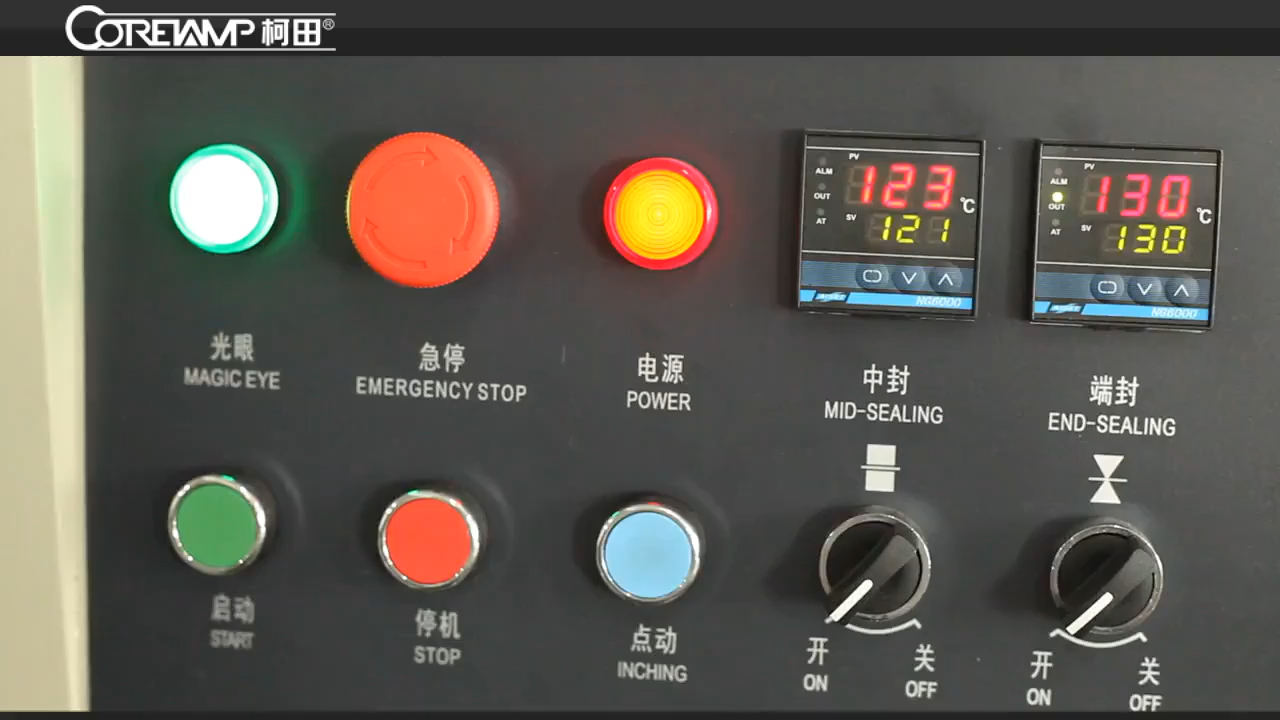 CORETAMP 柯田®
PV
ALM
OUT
AT
SV
123
121
℃
NG6000
PV
ALM
OUT
AT
SV
130
130
℃
NG6000
光眼
MAGIC EYE
急停
EMERGENCY STOP
电源
POWER
中封
MID-SEALING
端封
END-SEALING
启动
START
停机
STOP
点动
INCHING
开
ON
关
OFF
开
ON
关
OFF